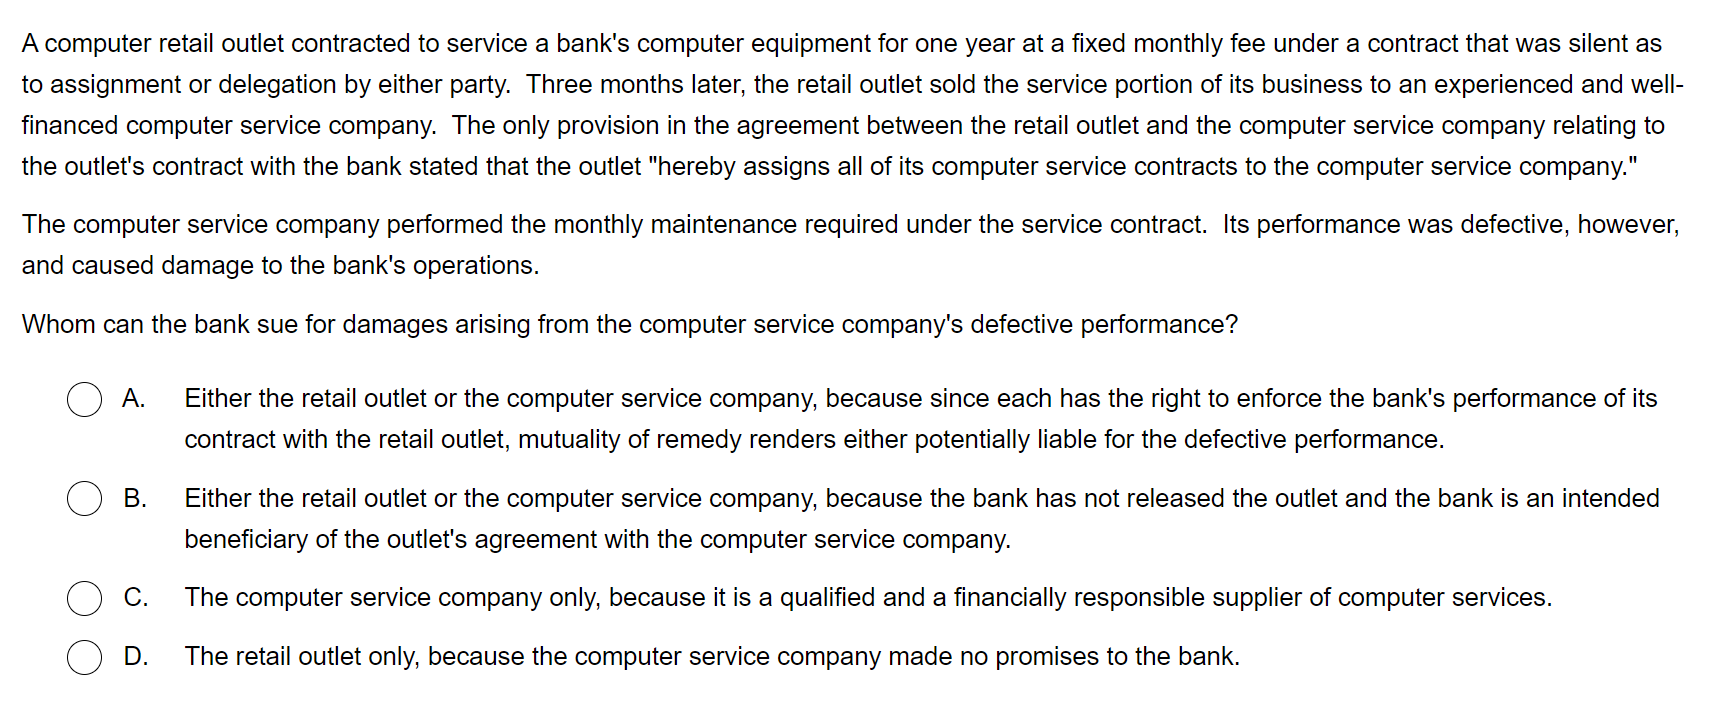 A computer retail outlet contracted to service a bank's computer equipment for one year at a fixed monthly fee under a contract that was silent as
to assignment or delegation by either party.  Three months later, the retail outlet sold the service portion of its business to an experienced and well-
financed computer service company.  The only provision in the agreement between the retail outlet and the computer service company relating to
the outlet's contract with the bank stated that the outlet "hereby assigns all of its computer service contracts to the computer service company."
The computer service company performed the monthly maintenance required under the service contract.  Its performance was defective, however,
and caused damage to the bank's operations.
Whom can the bank sue for damages arising from the computer service company's defective performance?
A. Either the retail outlet or the computer service company, because since each has the right to enforce the bank's performance of its
contract with the retail outlet, mutuality of remedy renders either potentially liable for the defective performance.
B. Either the retail outlet or the computer service company, because the bank has not released the outlet and the bank is an intended
beneficiary of the outlet's agreement with the computer service company.
C. The computer service company only, because it is a qualified and a financially responsible supplier of computer services.
D. The retail outlet only, because the computer service company made no promises to the bank.